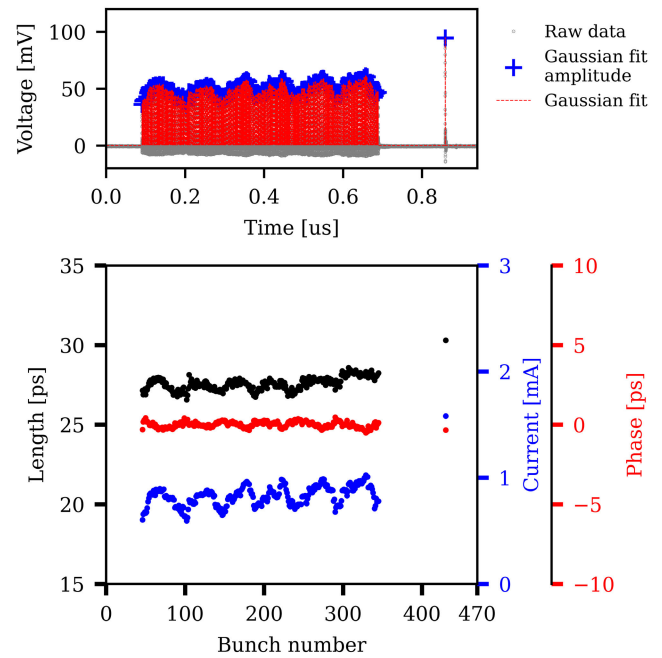 100
50
0
Voltage [mV]
0.0 0.2 0.4 0.6 0.8
Time [us]
Raw data
Gaussian fit
amplitude
Gaussian fit
35
30
25
20
15
Length [ps]
0 100 200 300 400 470
Bunch number
3
2
1
0
Current [mA]
10
5
0
−5
−10
Phase [ps]